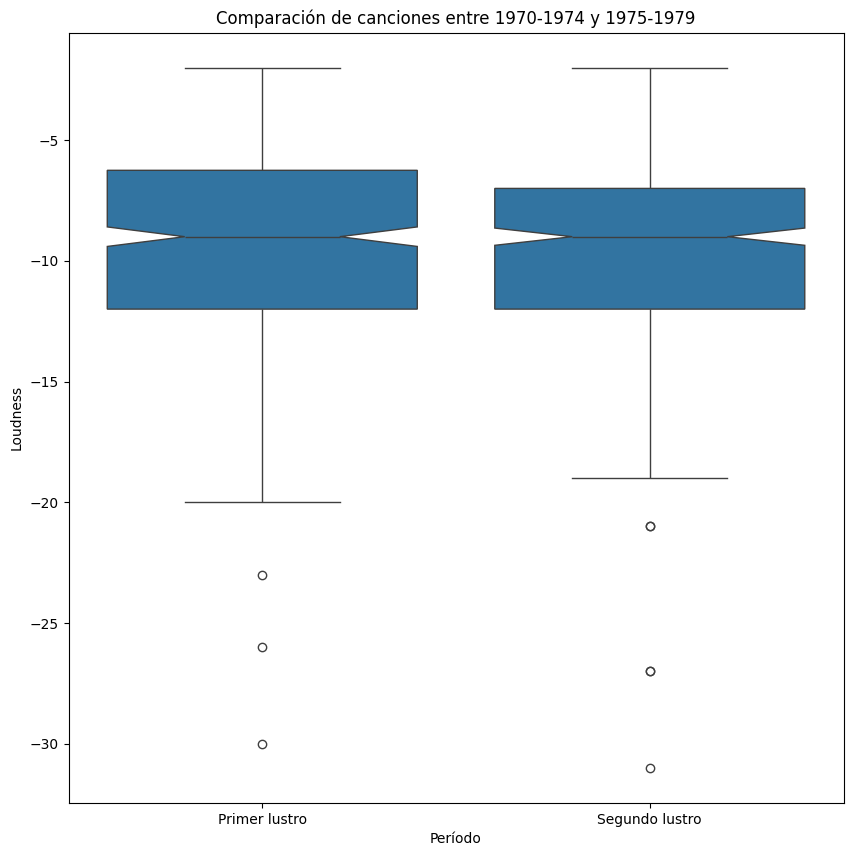 Comparación de canciones entre 1970-1974 y 1975-1979
Loudness
−5
−10
−15
−20
−25
−30
Primer lustro
Segundo lustro
Período